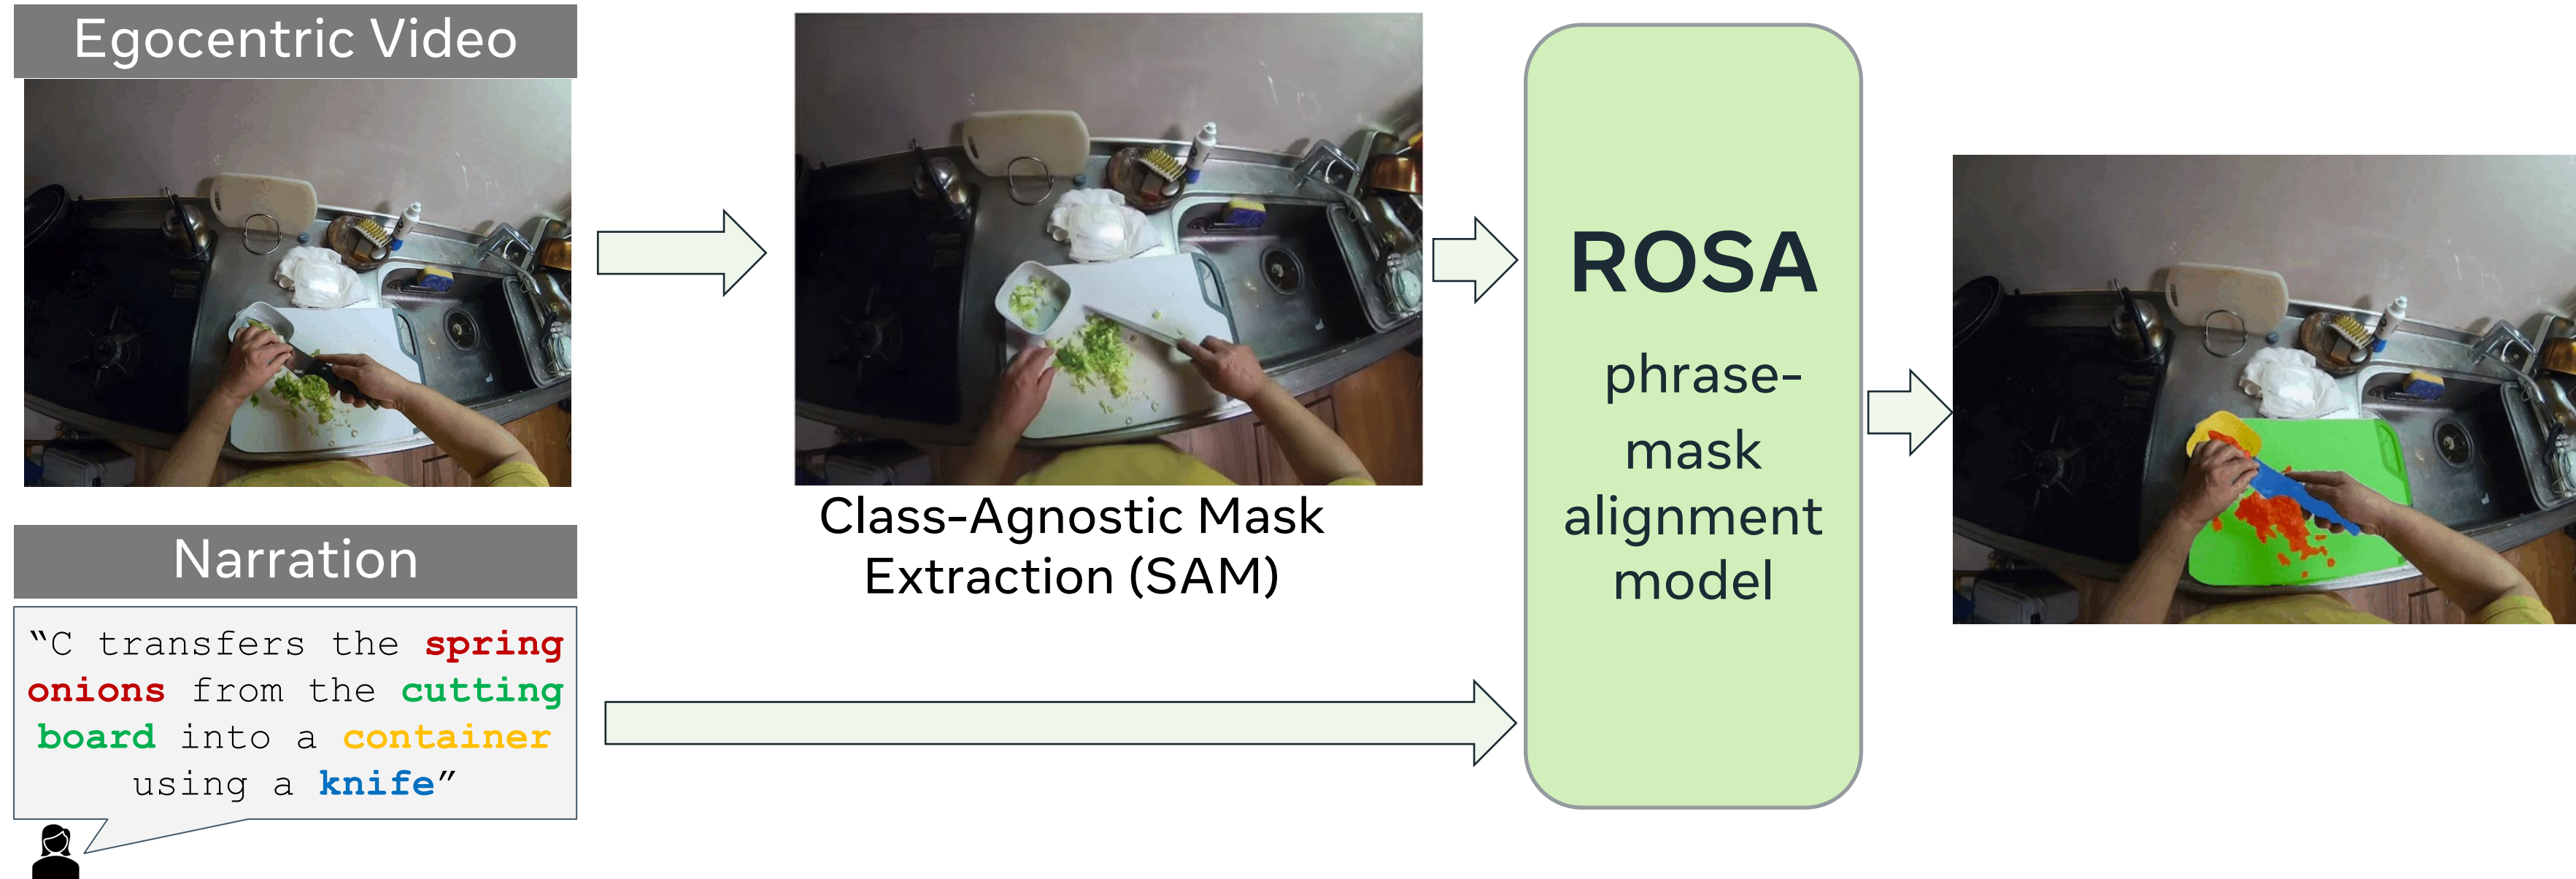 Egocentric Video
Class-Agnostic Mask
Extraction (SAM)
Narration
“C transfers the spring
onions from the cutting
board into a container
using a knife”
ROSA
phrase-
mask
alignment
model